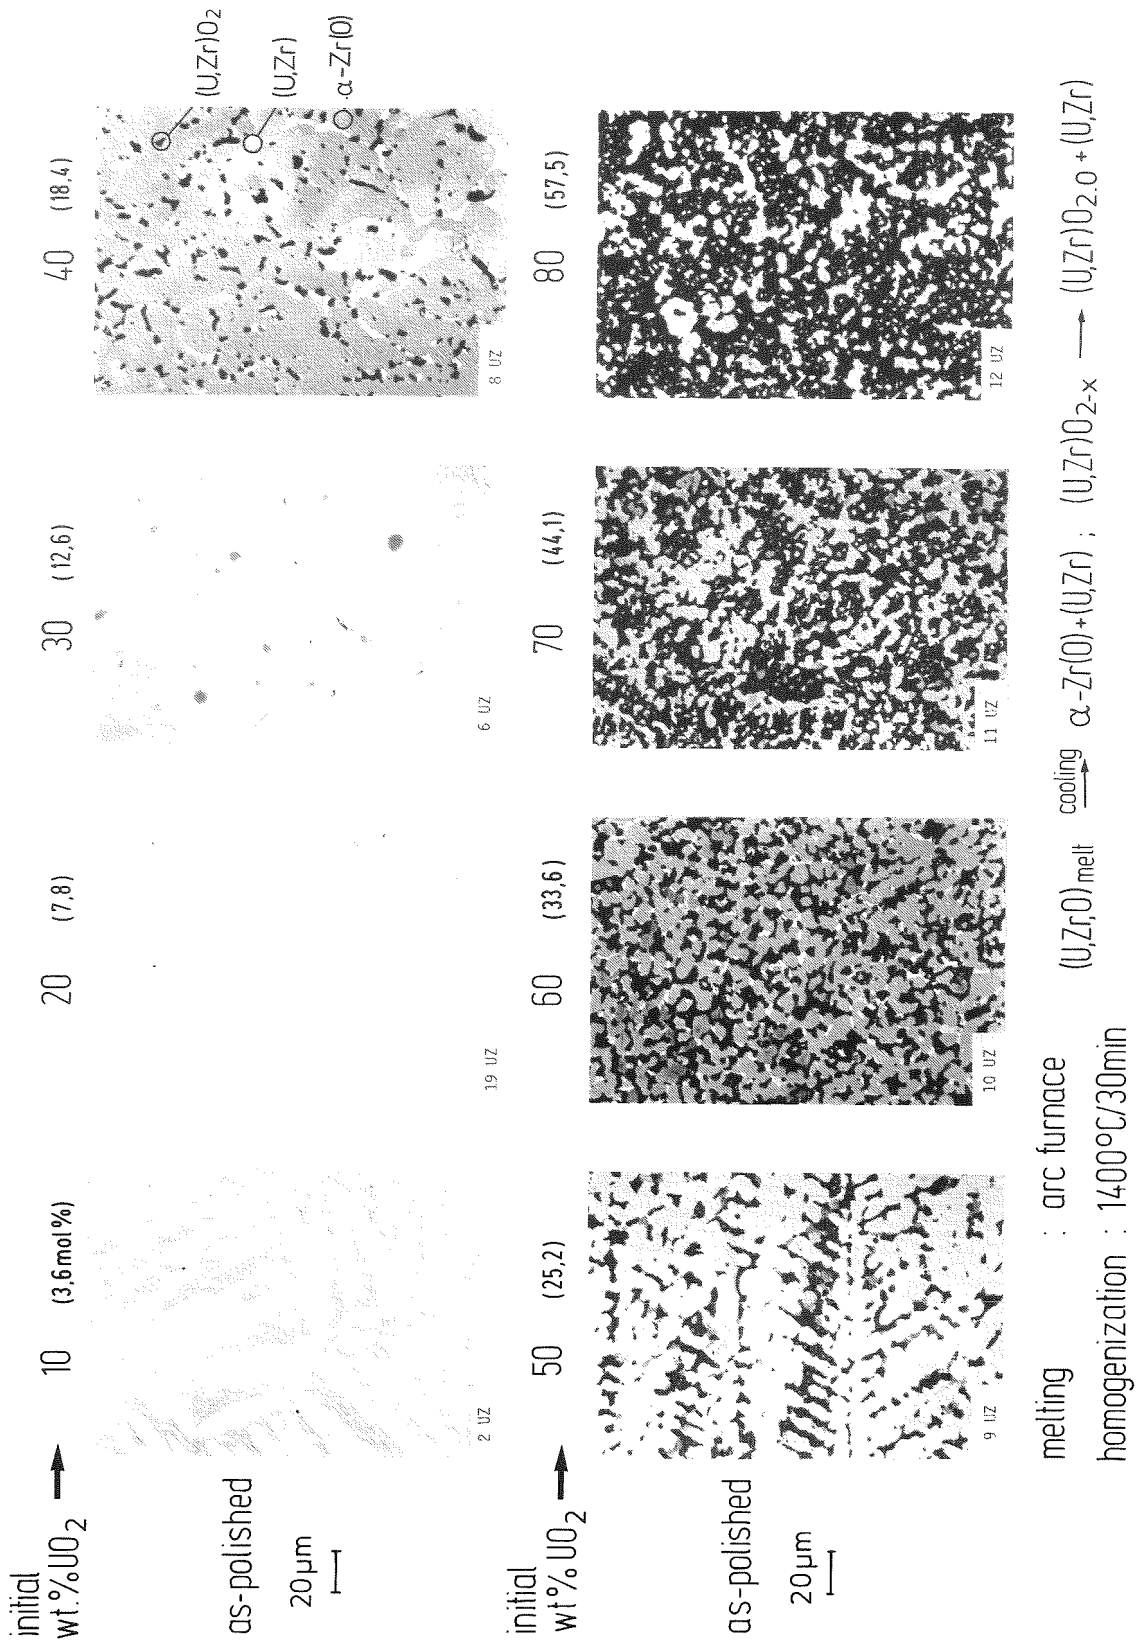 initial
wt.%UO2
10 (3,6mol%) 20 (7,8) 30 (12,6) 40 (18,4)
as-polished
20µm
(U,Zr)O2
(U,Zr)
α-Zr(O)
2 UZ 19 UZ 6 UZ 8 UZ
initial
wt%UO2
50 (25,2) 60 (33,6) 70 (44,1) 80 (57,5)
as-polished
20µm
9 UZ 10 UZ 11 UZ 12 UZ
melting : arc furnace (U,Zr,O)melt cooling → α-Zr(O)+(U,Zr) ; (U,Zr)O2-x → (U,Zr)O2.0+(U,Zr)
homogenization : 1400°C/30min